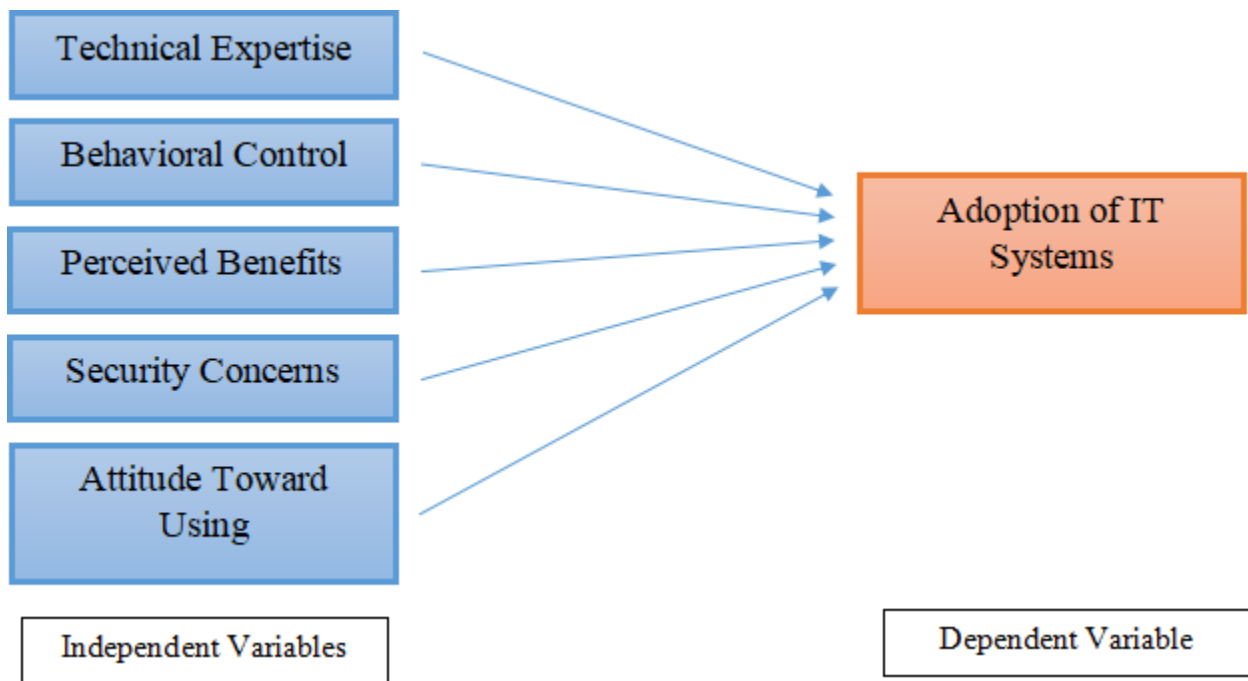 Technical Expertise
Behavioral Control
Perceived Benefits
Security Concerns
Attitude Toward
Using
Adoption of IT
Systems
Independent Variables
Dependent Variable